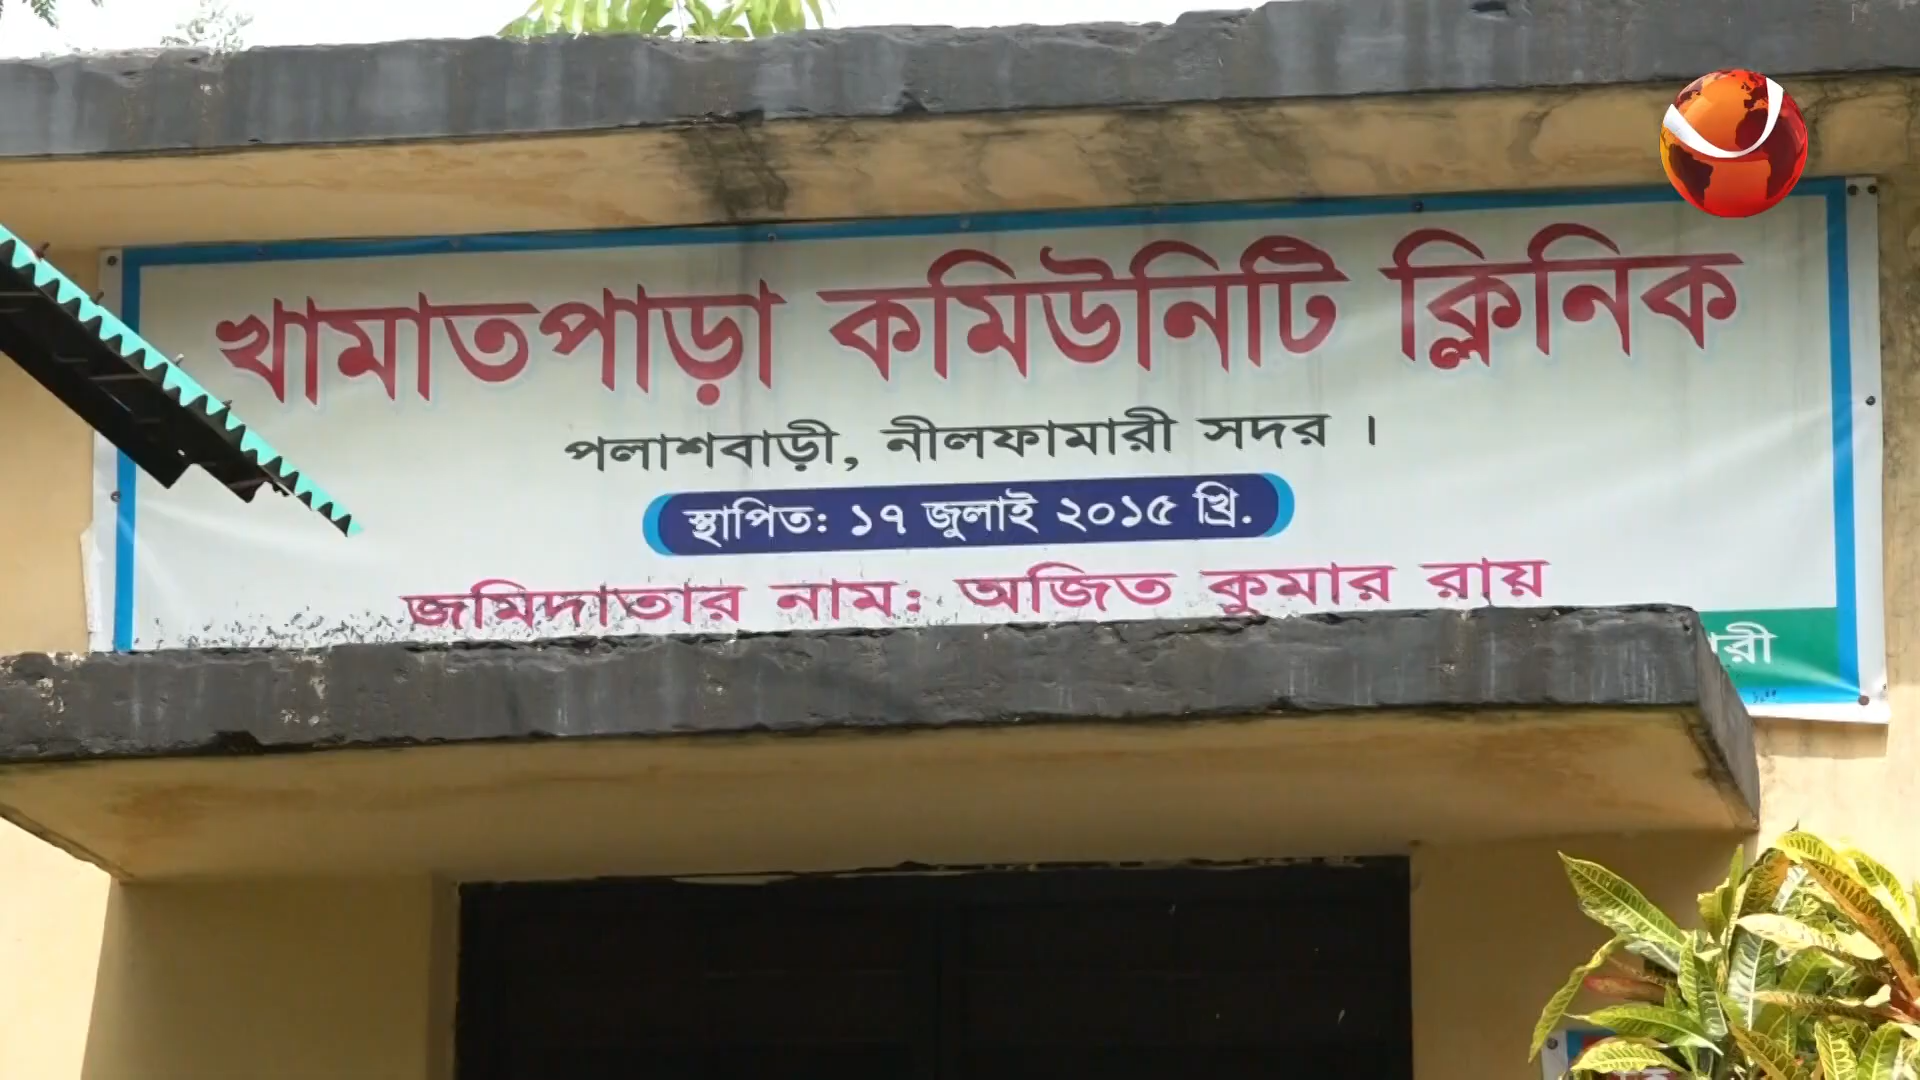 খামাতপাড়া কমিউনিটি ক্লিনিক
পলাশবাড়ী, নীলফামারী সদর ।
স্থাপিত: ১৭ জুলাই ২০১৫ খ্রি.
জমিদাতার নাম: অজিত কুমার রায়